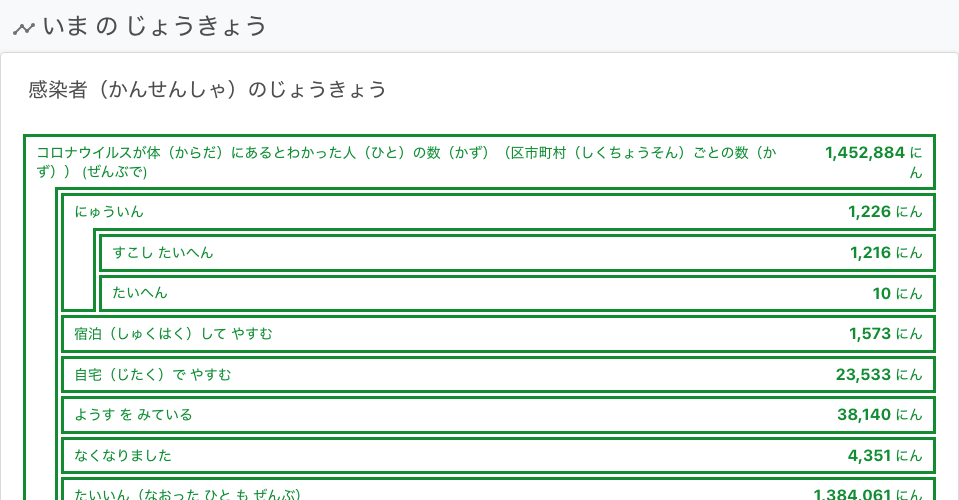 いま の じょうきょう
感染者（かんせんしゃ）のじょうきょう
コロナウイルスが体（からだ）にあるとわかった人（ひと）の数（かず）（区市町村（しくちょうそん）ごとの数（か
ず）） (ぜんぶで)
1,452,884 に
ん
にゅういん 1,226 にん
すこし たいへん 1,216 にん
たいへん 10 にん
宿泊（しゅくはく）して やすむ 1,573 にん
自宅（じたく）で やすむ 23,533 にん
ようす を みている 38,140 にん
なくなりました 4,351 にん
たいいん（なおった ひと も ぜんぶ） 1,384,061 にん